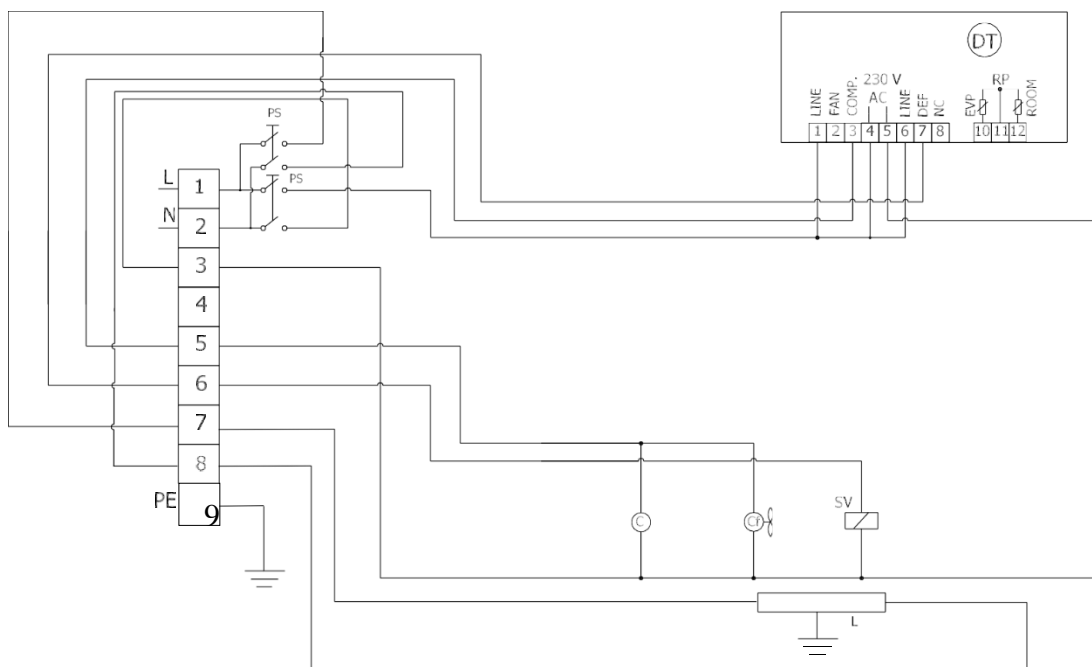 DT
230 V
AC
RP
LINE
FAN
COMP.
LINE
DEF
NC
EVP
ROOM
1 2 3 4 5 6 7 8 10 11 12
PS
PS
L 1
N 2
3
4
5
6
7
8
PE 9
C
Cf
SV
L